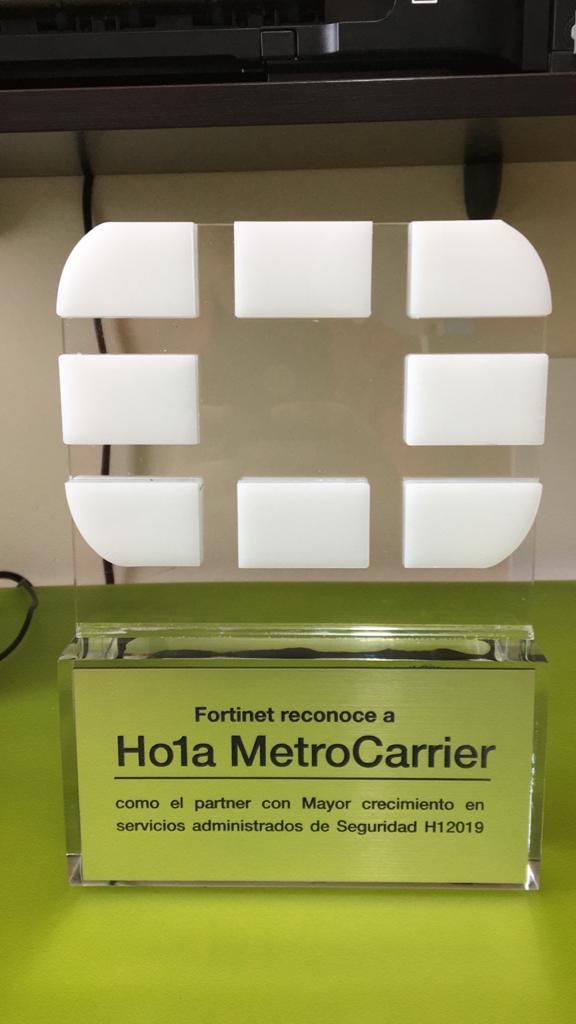 Fortinet reconoce a
Ho1a MetroCarrier
como el partner con Mayor crecimiento en
servicios administrados de Seguridad H12019